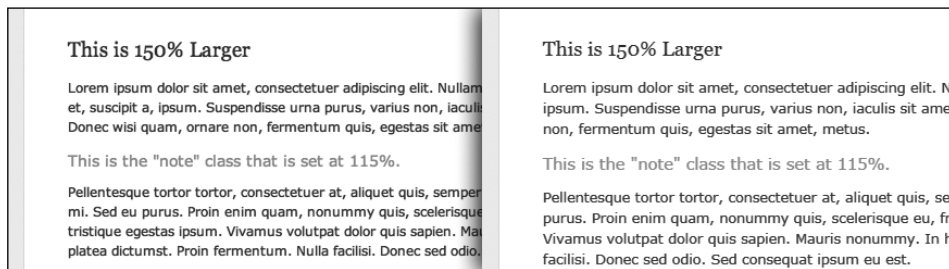 This is 150% Larger
Lorem ipsum dolor sit amet, consectetuer adipiscing elit. Nullam
et, suscipit a, ipsum. Suspendisse urna purus, varius non, iaculi
Donec wisi quam, ornare non, fermentum quis, egestas sit ame
This is the "note" class that is set at 115%.
Pellentesque tortor tortor, consectetuer at, aliquet quis, semper
mi. Sed eu purus. Proin enim quam, nonummy quis, scelerisque
tristique egestas ipsum. Vivamus volutpat dolor quis sapien. Mau
platea dictumst. Proin fermentum. Nulla facilisi. Donec sed odio.
This is 150% Larger
Lorem ipsum dolor sit amet, consectetuer adipiscing elit. N
ipsum. Suspendisse urna purus, varius non, iaculis sit ame
non, fermentum quis, egestas sit amet, metus.
This is the "note" class that is set at 115%.
Pellentesque tortor tortor, consectetuer at, aliquet quis, se
purus. Proin enim quam, nonummy quis, scelerisque eu, fr
Vivamus volutpat dolor quis sapien. Mauris nonummy. In h
facilisi. Donec sed odio. Sed consequat ipsum eu est.